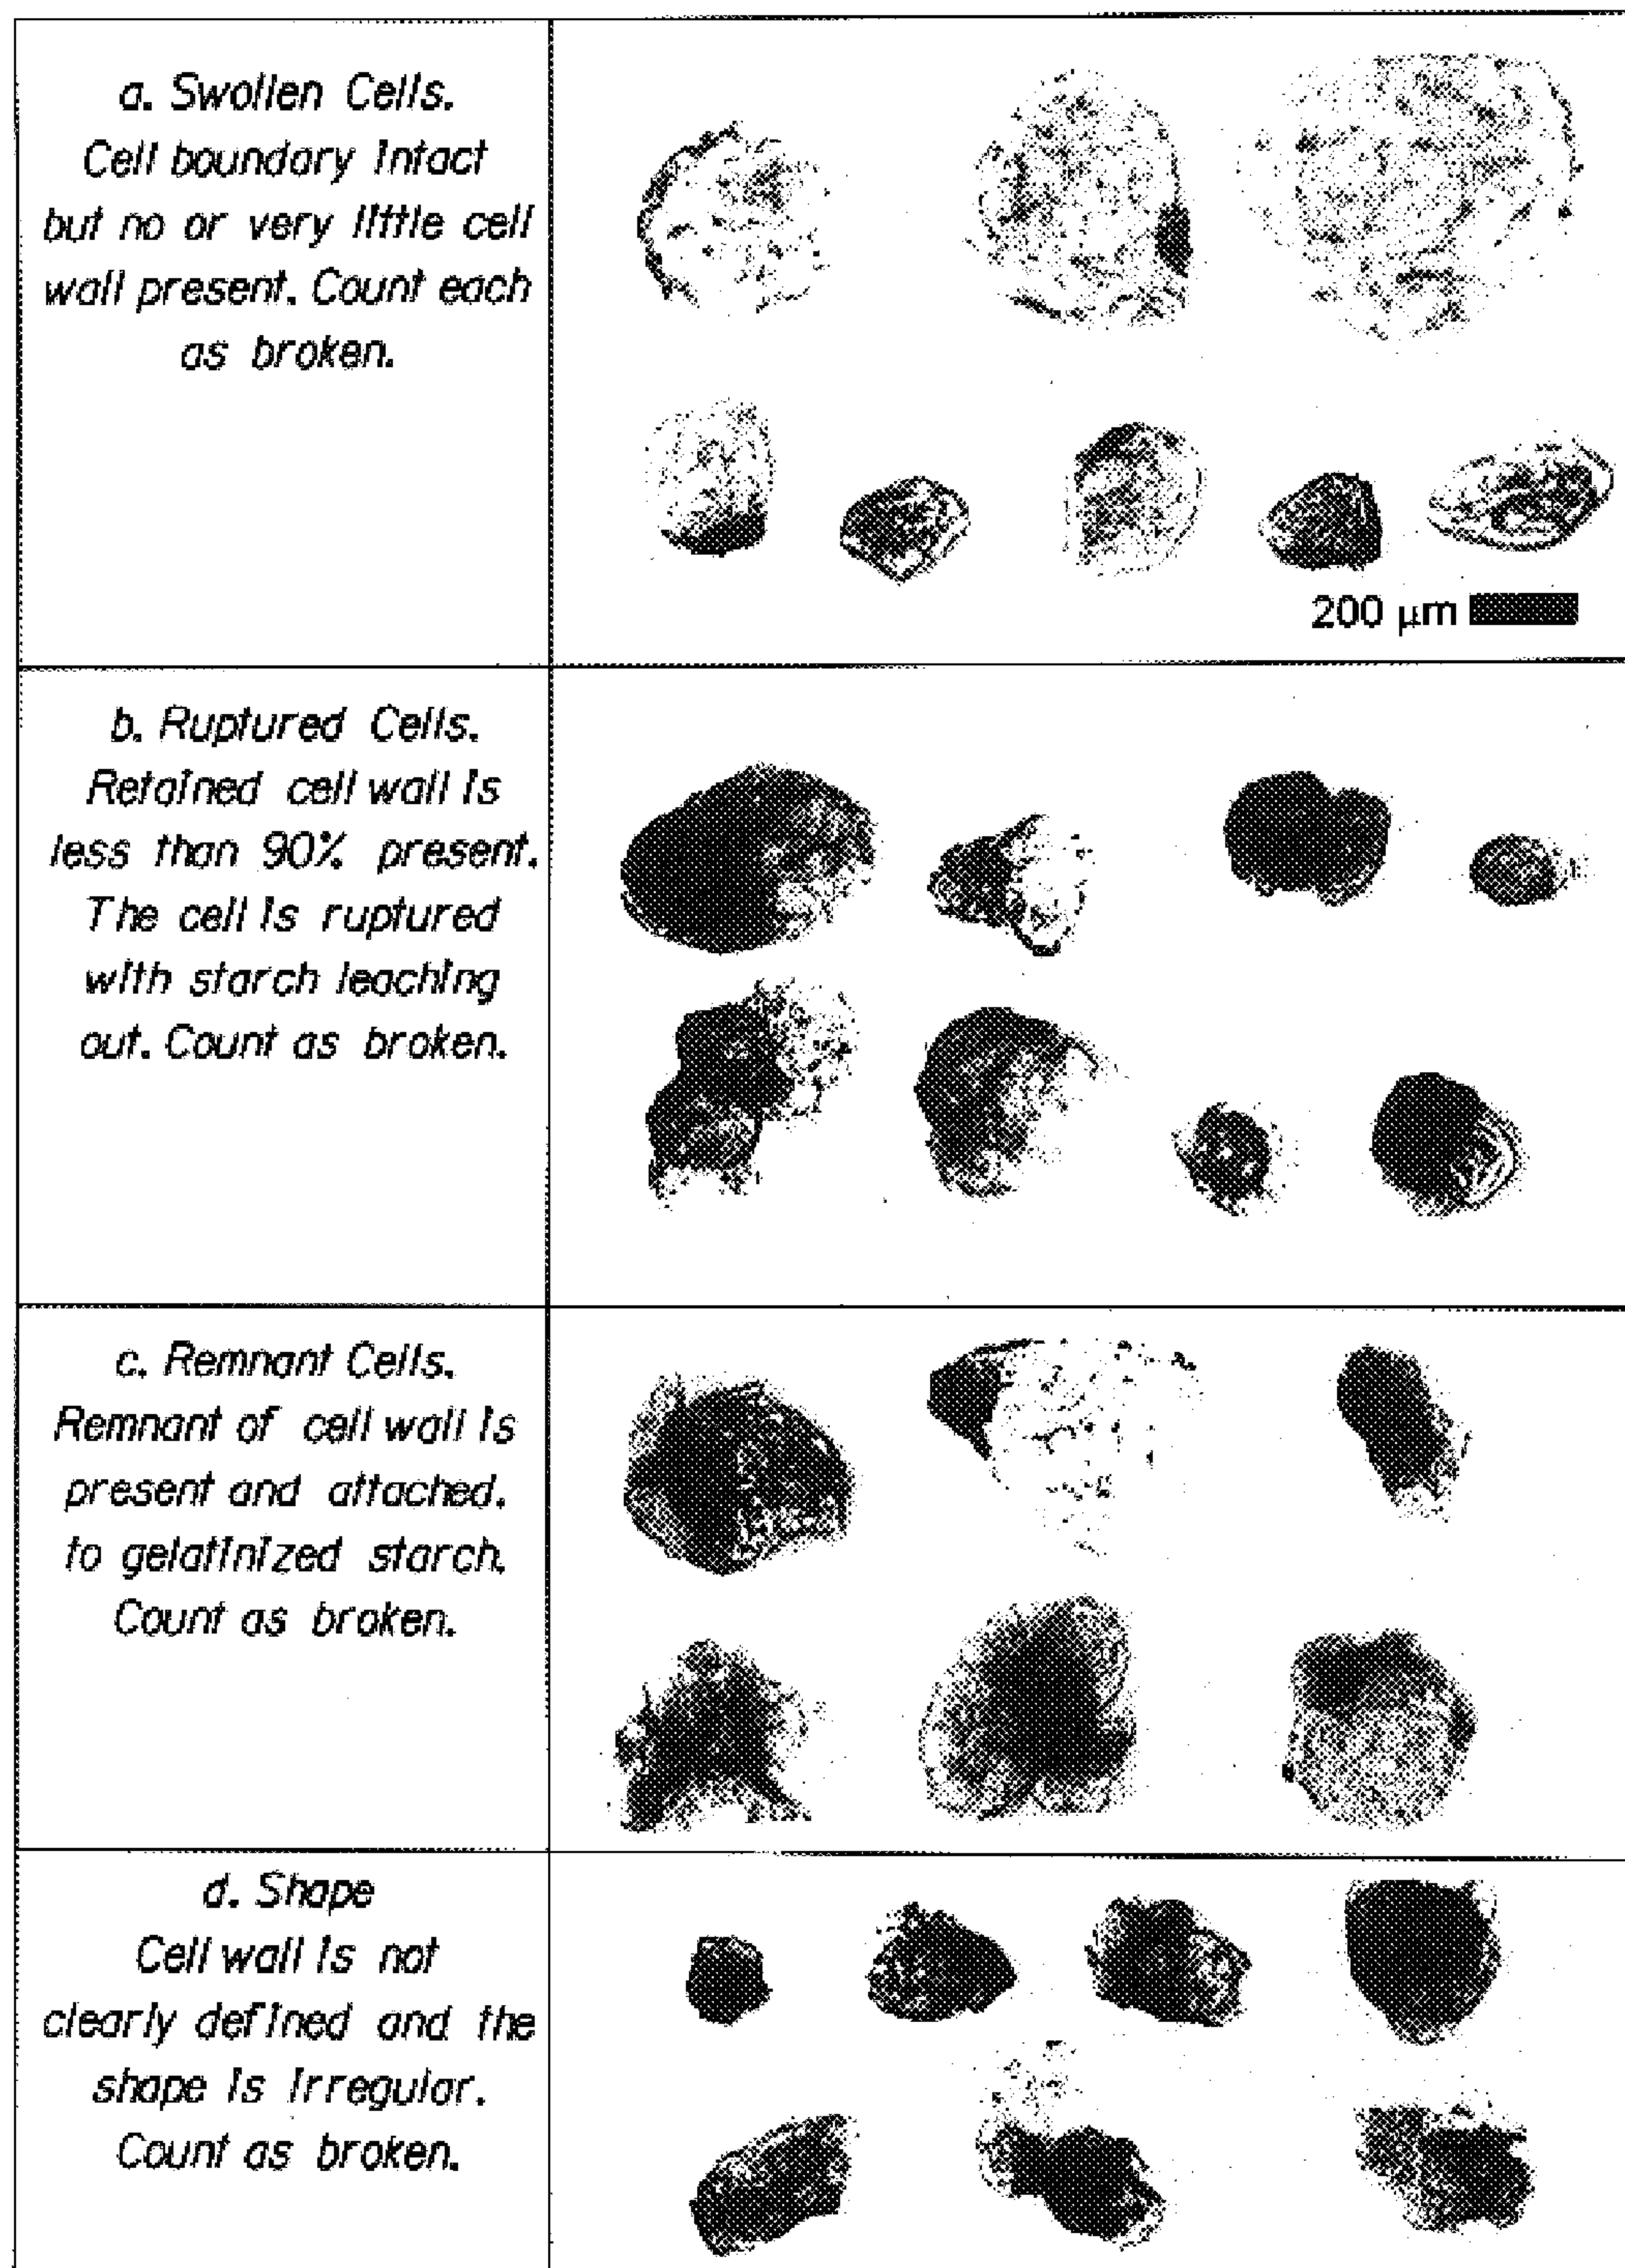 a. Swollen Cells.
Cell boundary intact
but no or very little cell
wall present. Count each
as broken.
200 μm
b. Ruptured Cells.
Retained cell wall is
less than 90% present.
The cell is ruptured
with starch leaching
out. Count as broken.
c. Remnant Cells.
Remnant of cell wall is
present and attached.
to gelatinized starch.
Count as broken.
d. Shape
Cell wall is not
clearly defined and the
shape is irregular.
Count as broken.